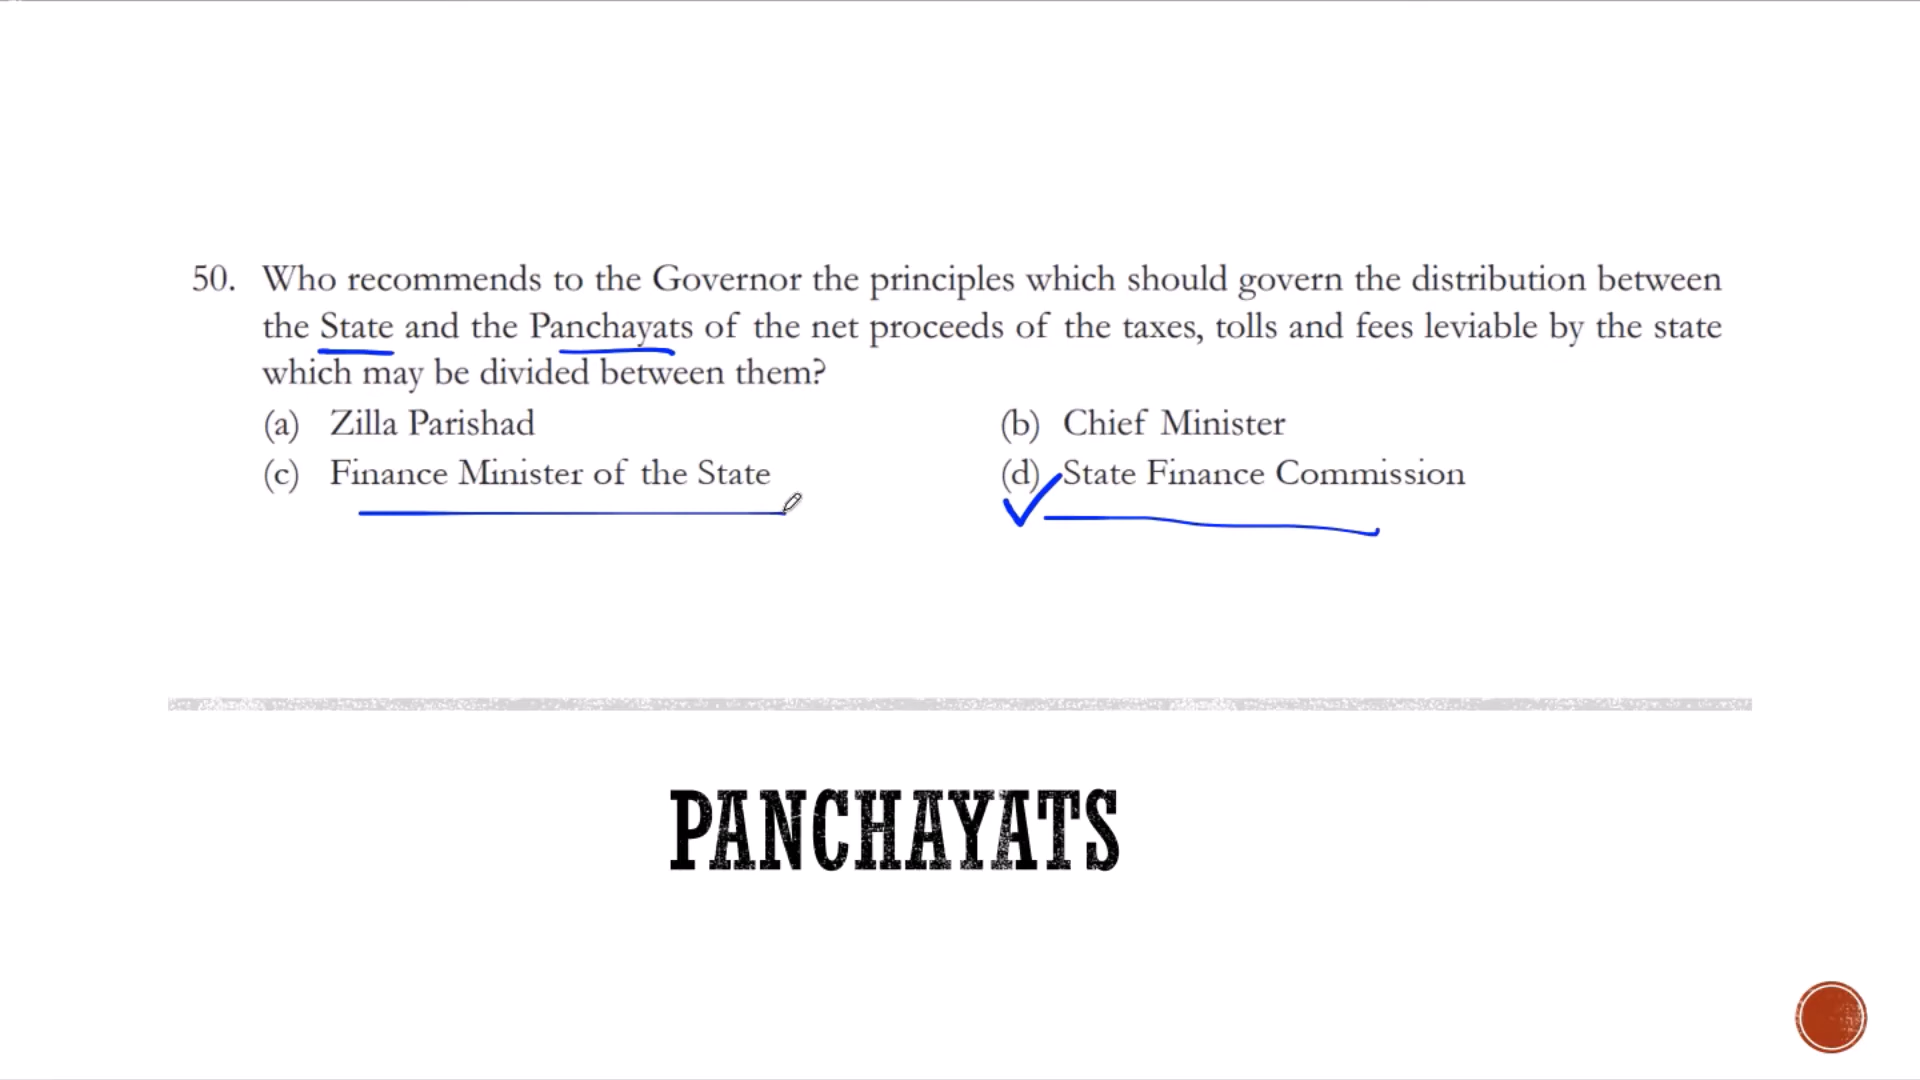 50. Who recommends to the Governor the principles which should govern the distribution between
the State and the Panchayats of the net proceeds of the taxes, tolls and fees leviable by the state
which may be divided between them?
(a) Zilla Parishad (b) Chief Minister
(c) Finance Minister of the State (d) State Finance Commission
PANCHAYATS